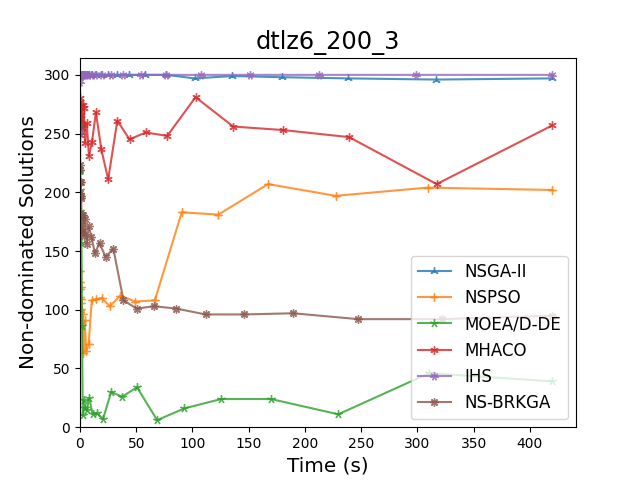 dtlz6_200_3
Non-dominated Solutions
300
250
200
150
100
50
0
0 50 100 150 200 250 300 350 400
Time (s)
NSGA-II
NSPSO
MOEA/D-DE
MHACO
IHS
NS-BRKGA